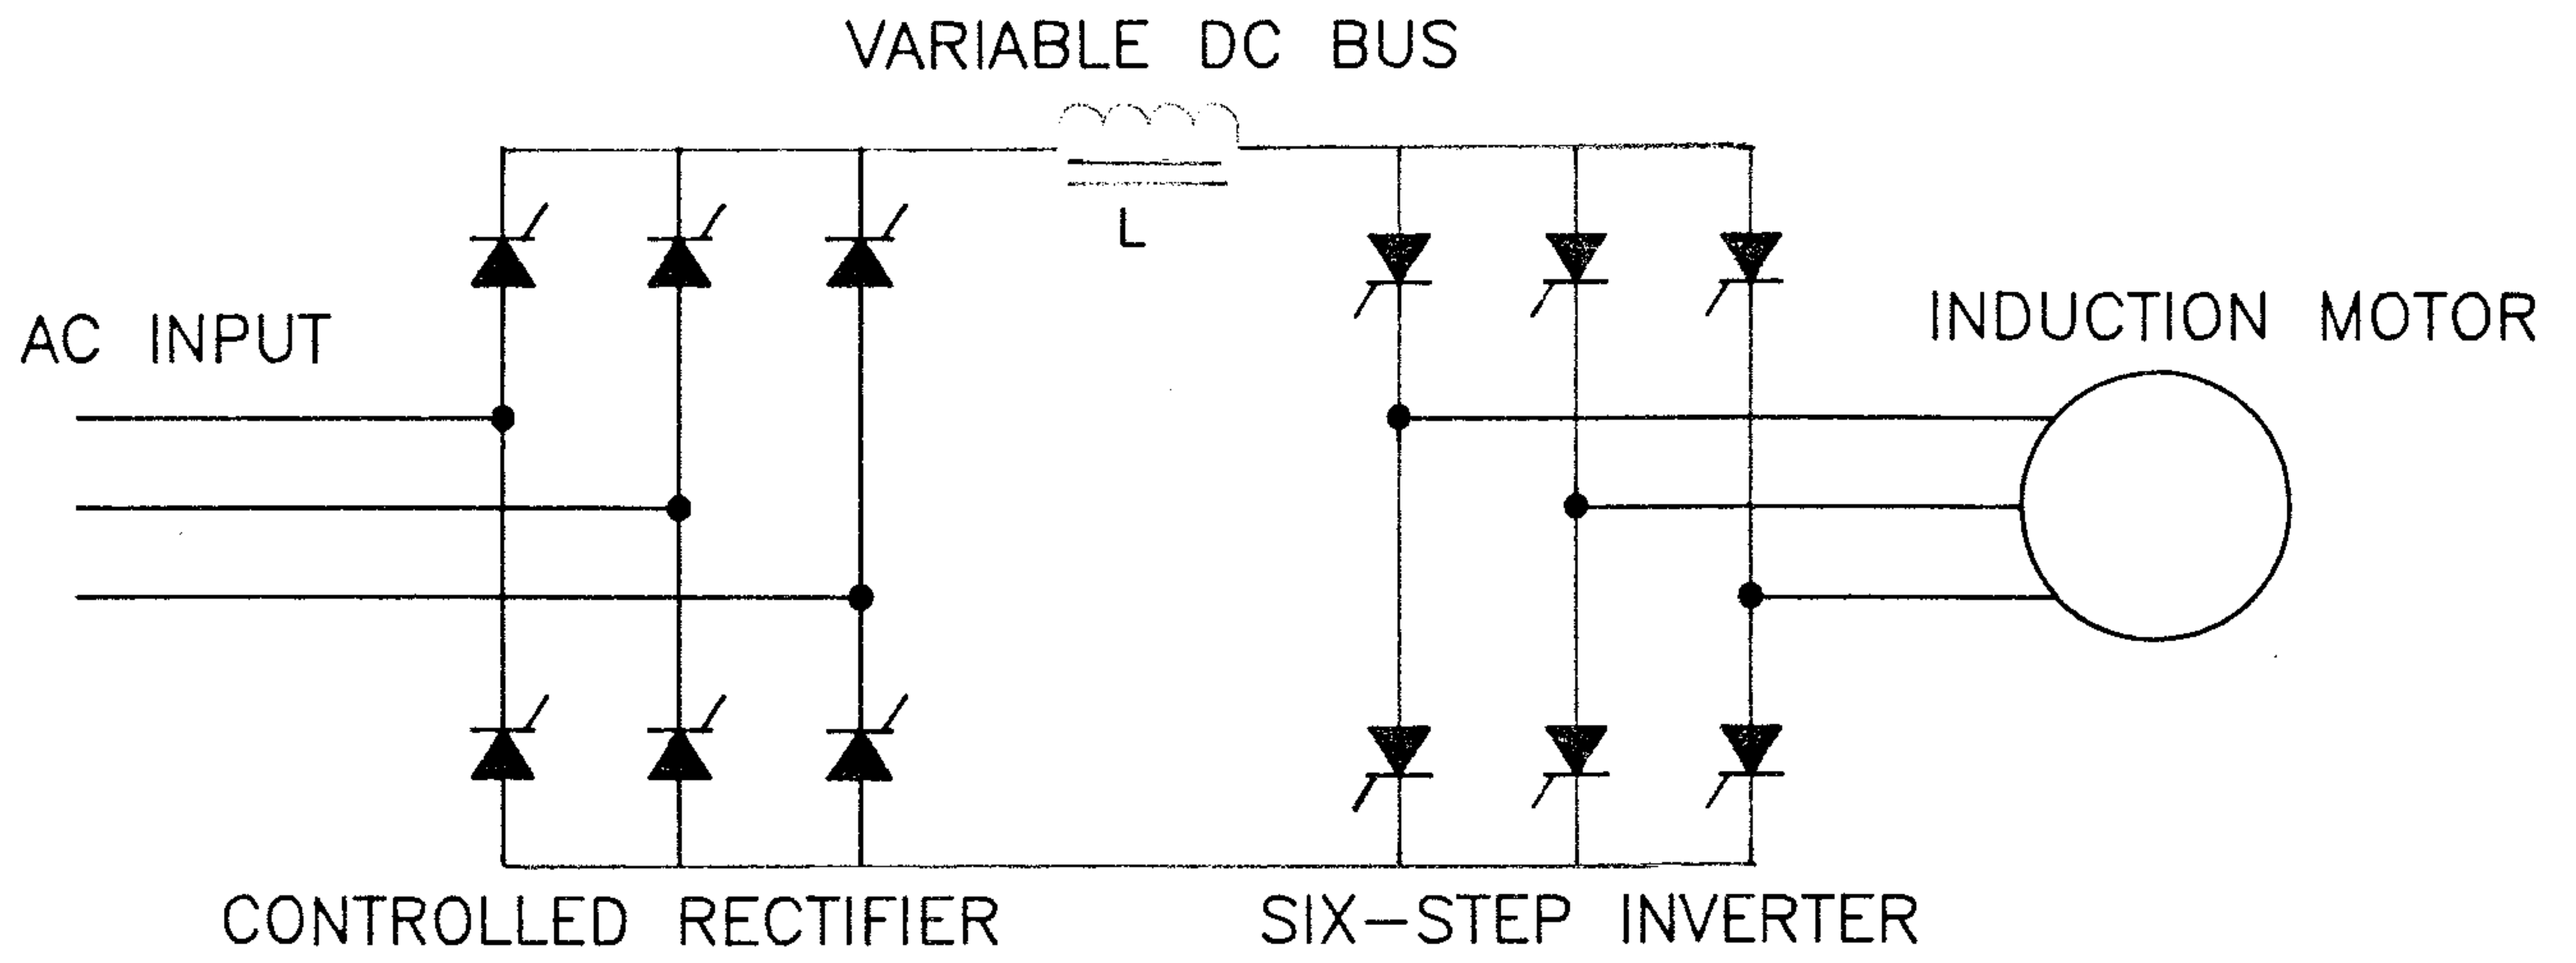 VARIABLE DC BUS
L
AC INPUT
INDUCTION MOTOR
CONTROLLED RECTIFIER
SIX-STEP INVERTER